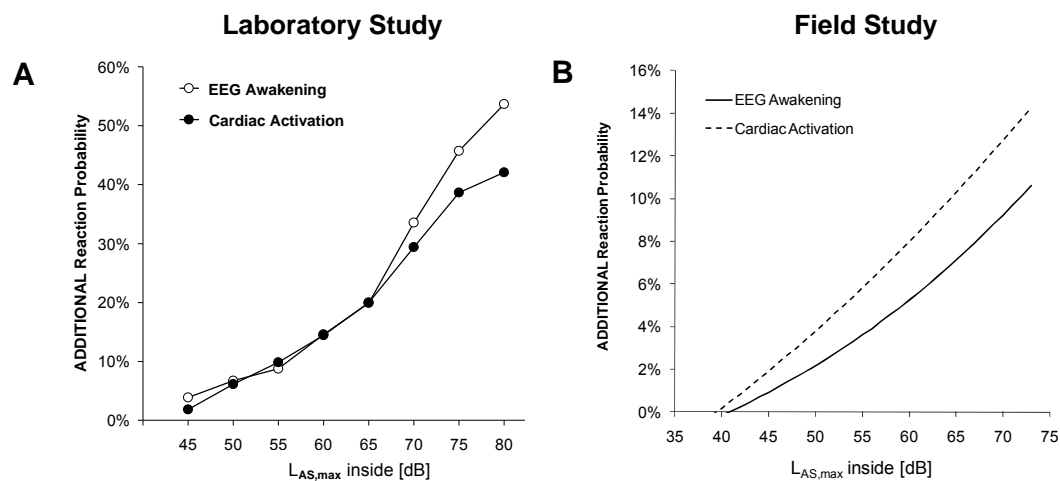 Laboratory Study
A
60%
50%
40%
30%
20%
10%
0%
ADDITIONAL Reaction Probability
EEG Awakening
Cardiac Activation
45 50 55 60 65 70 75 80
LAS,max inside [dB]
Field Study
B
16%
14%
12%
10%
8%
6%
4%
2%
0%
ADDITIONAL Reaction Probability
EEG Awakening
Cardiac Activation
35 40 45 50 55 60 65 70 75
LAS,max inside [dB]